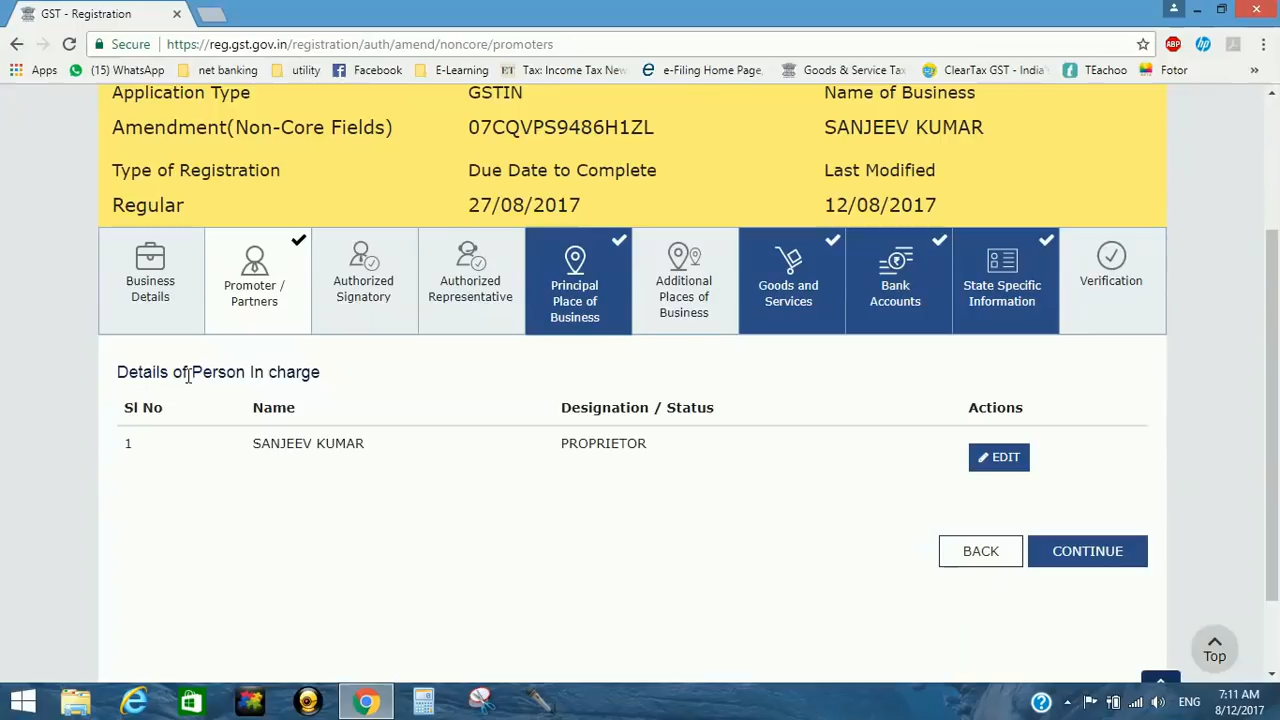 GST - Registration
Secure https://reg.gst.gov.in/registration/auth/amend/noncore/promoters
ABP
hp
Apps (15) WhatsApp net banking utility Facebook E-Learning ET Tax: Income Tax New e-Filing Home Page, Goods & Service Tax ClearTax GST - India TEachoo Fotor »
Application Type GSTIN Name of Business
Amendment(Non-Core Fields) 07CQVPS9486H1ZL SANJEEV KUMAR
Type of Registration Due Date to Complete Last Modified
Regular 27/08/2017 12/08/2017
Business Details
Promoter / Partners
Authorized Signatory
Authorized Representative
Principal Place of Business
Additional Places of Business
Goods and Services
Bank Accounts
State Specific Information
Verification
Details of Person In charge
Sl No Name Designation / Status Actions
1 SANJEEV KUMAR PROPRIETOR EDIT
BACK CONTINUE
Top
ENG
7:11 AM
8/12/2017